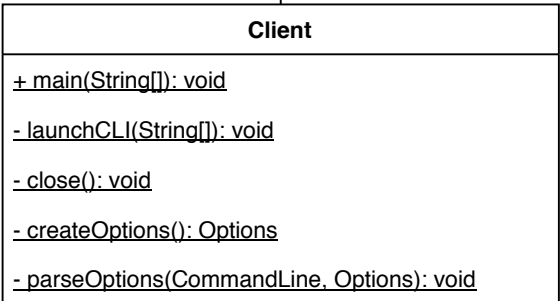 Client
+ main(String[]): void
- launchCLI(String[]): void
- close(): void
- createOptions(): Options
- parseOptions(CommandLine, Options): void